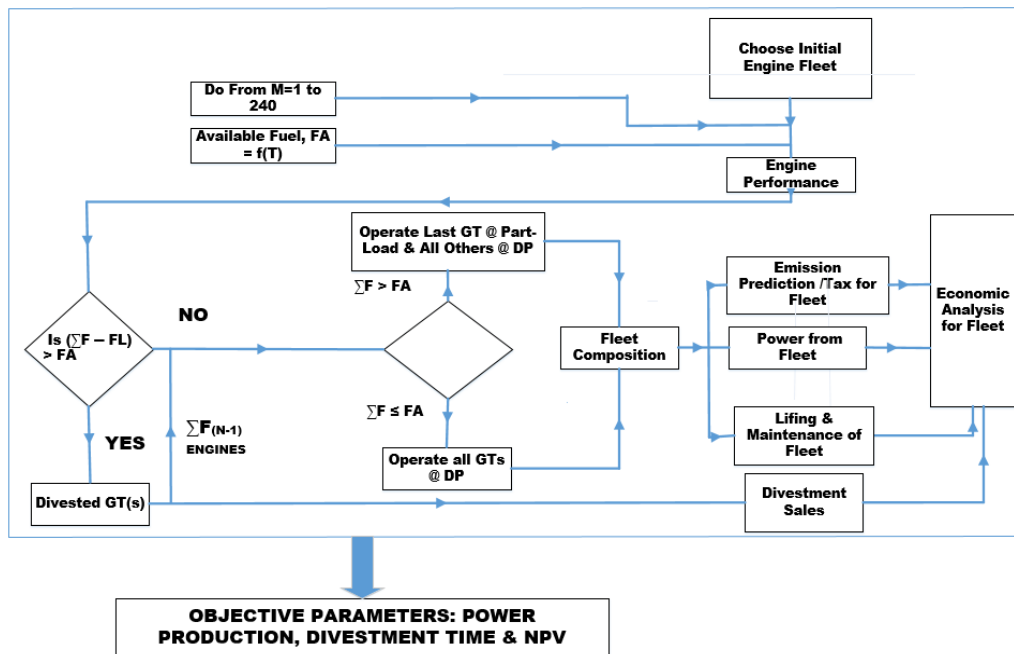 Choose Initial
Engine Fleet
Do From M=1 to
240
Available Fuel, FA
= f(T)
Engine
Performance
Operate Last GT @ Part-
Load & All Others @ DP
∑F > FA
Emission
Prediction /Tax for
Fleet
Economic
Analysis
for Fleet
NO
Is (∑F – FL)
> FA
Fleet
Composition
Power from
Fleet
∑F ≤ FA
YES
∑F(N-1)
ENGINES
Lifing &
Maintenance of
Fleet
Operate all GTs
@ DP
Divested GT(s)
Divestment
Sales
OBJECTIVE PARAMETERS: POWER
PRODUCTION, DIVESTMENT TIME & NPV